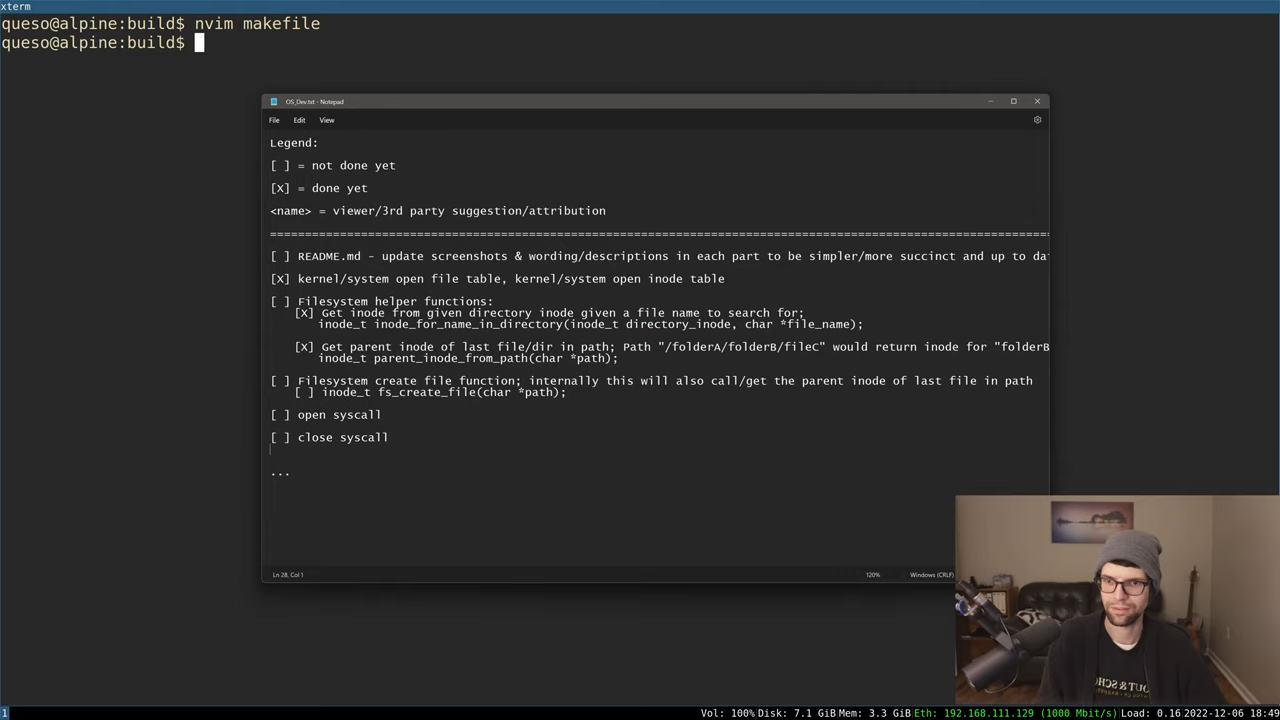 xterm
queso@alpine:build$ nvim makefile
queso@alpine:build$
OS_Dev.txt - Notepad
File Edit View
Legend:
[ ] = not done yet
[X] = done yet
<name> = viewer/3rd party suggestion/attribution
================================================================================================================
[ ] README.md - update screenshots & wording/descriptions in each part to be simpler/more succinct and up to dat
[X] kernel/system open file table, kernel/system open inode table
[ ] Filesystem helper functions:
[X] Get inode from given directory inode given a file name to search for;
inode_t inode_for_name_in_directory(inode_t directory_inode, char *file_name);
[X] Get parent inode of last file/dir in path; Path "/folderA/folderB/fileC" would return inode for "folderB
inode_t parent_inode_from_path(char *path);
[ ] Filesystem create file function; internally this will also call/get the parent inode of last file in path
[ ] inode_t fs_create_file(char *path);
[ ] open syscall
[ ] close syscall
...
Ln 28, Col 1
120%
Windows (CRLF)
1
Vol: 100% Disk: 7.1 GiB Mem: 3.3 GiB Eth: 192.168.111.129 (1000 Mbit/s) Load: 0.16 2022-12-06 18:49